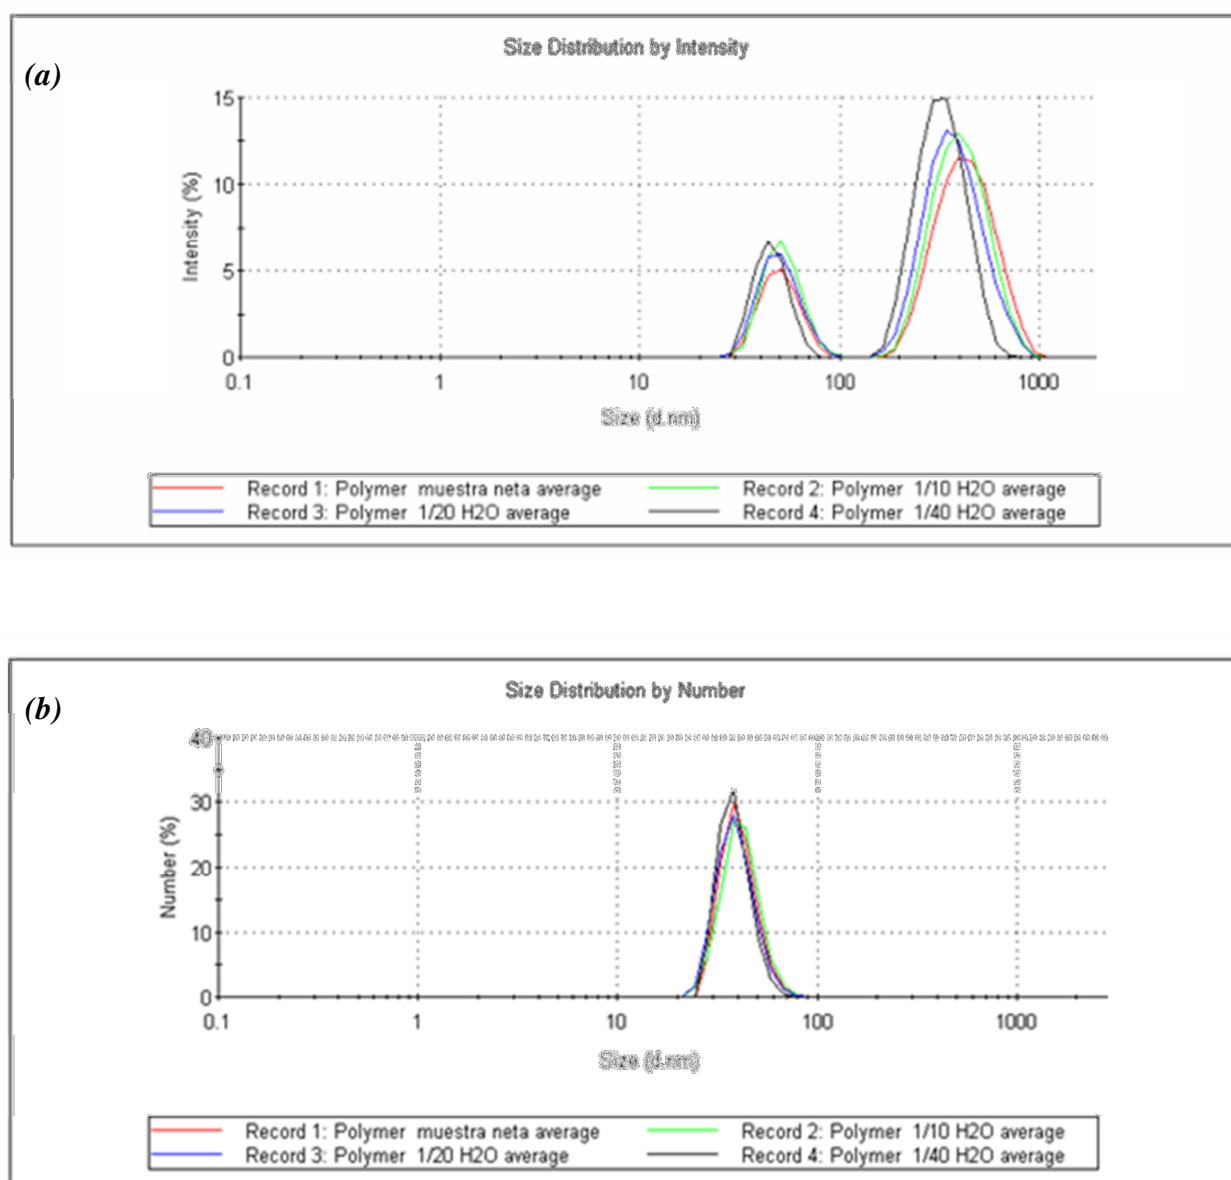 (a)
Size Distribution by Intensity
15
10
5
0
Intensity (%)
0.1 1 10 100 1000
Size (d.nm)
Record 1: Polymer muestra neta average Record 2: Polymer 1/10 H2O average
Record 3: Polymer 1/20 H2O average Record 4: Polymer 1/40 H2O average
(b)
Size Distribution by Number
40
30
20
10
0
Number (%)
0.1 1 10 100 1000
Size (d.nm)
Record 1: Polymer muestra neta average Record 2: Polymer 1/10 H2O average
Record 3: Polymer 1/20 H2O average Record 4: Polymer 1/40 H2O average